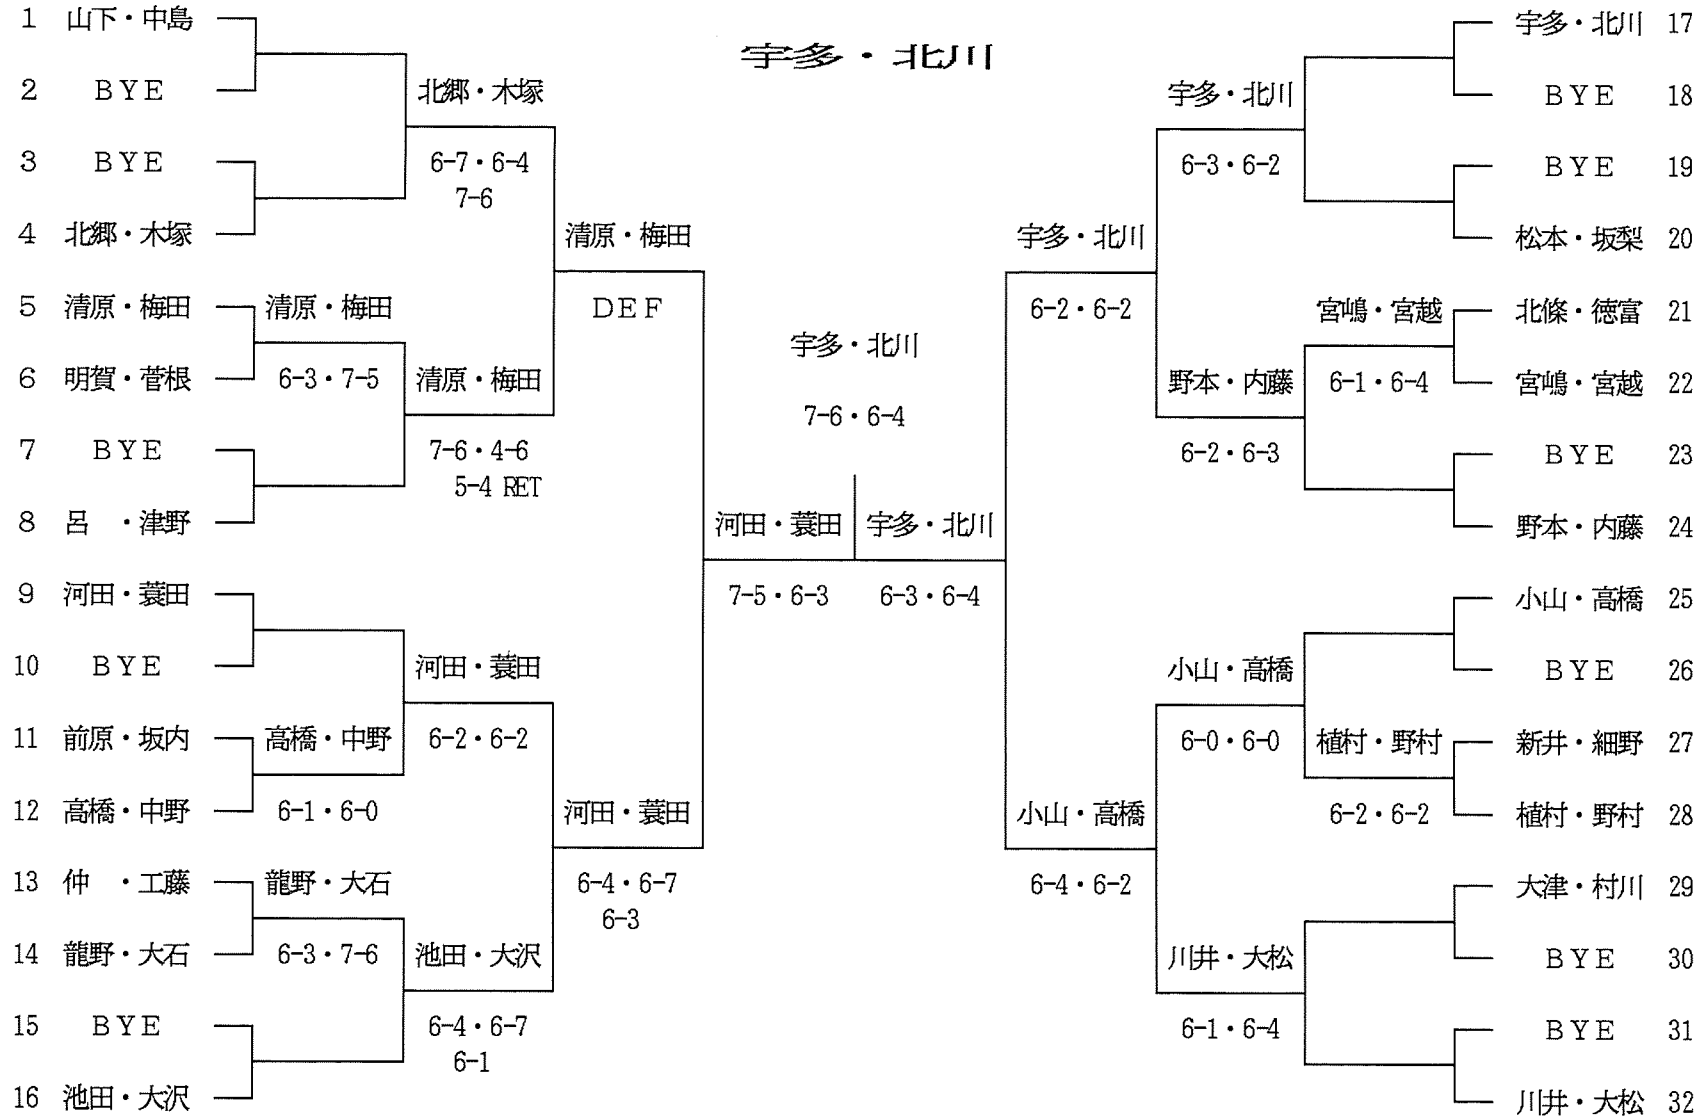 宇多・北川
1 山下・中島
2 BYE
北郷・木塚
3 BYE
6-7・6-4
7-6
4 北郷・木塚
清原・梅田
DEF
5 清原・梅田
清原・梅田
6 明賀・菅根
6-3・7-5
清原・梅田
7 BYE
7-6・4-6
5-4 RET
8 呂 ・津野
河田・蓑田
7-5・6-3
9 河田・蓑田
10 BYE
河田・蓑田
11 前原・坂内
高橋・中野
6-2・6-2
12 高橋・中野
6-1・6-0
河田・蓑田
13 仲 ・工藤
龍野・大石
6-4・6-7
6-3
14 龍野・大石
6-3・7-6
池田・大沢
15 BYE
6-4・6-7
6-1
16 池田・大沢
宇多・北川
7-6・6-4
宇多・北川 17
宇多・北川
BYE 18
6-3・6-2
BYE 19
松本・坂梨 20
宇多・北川
6-2・6-2
宮嶋・宮越
北條・徳富 21
野本・内藤
6-1・6-4
宮嶋・宮越 22
6-2・6-3
BYE 23
野本・内藤 24
宇多・北川
6-3・6-4
小山・高橋 25
小山・高橋
BYE 26
6-0・6-0
植村・野村
新井・細野 27
小山・高橋
6-2・6-2
植村・野村 28
6-4・6-2
大津・村川 29
川井・大松
BYE 30
6-1・6-4
BYE 31
川井・大松 32